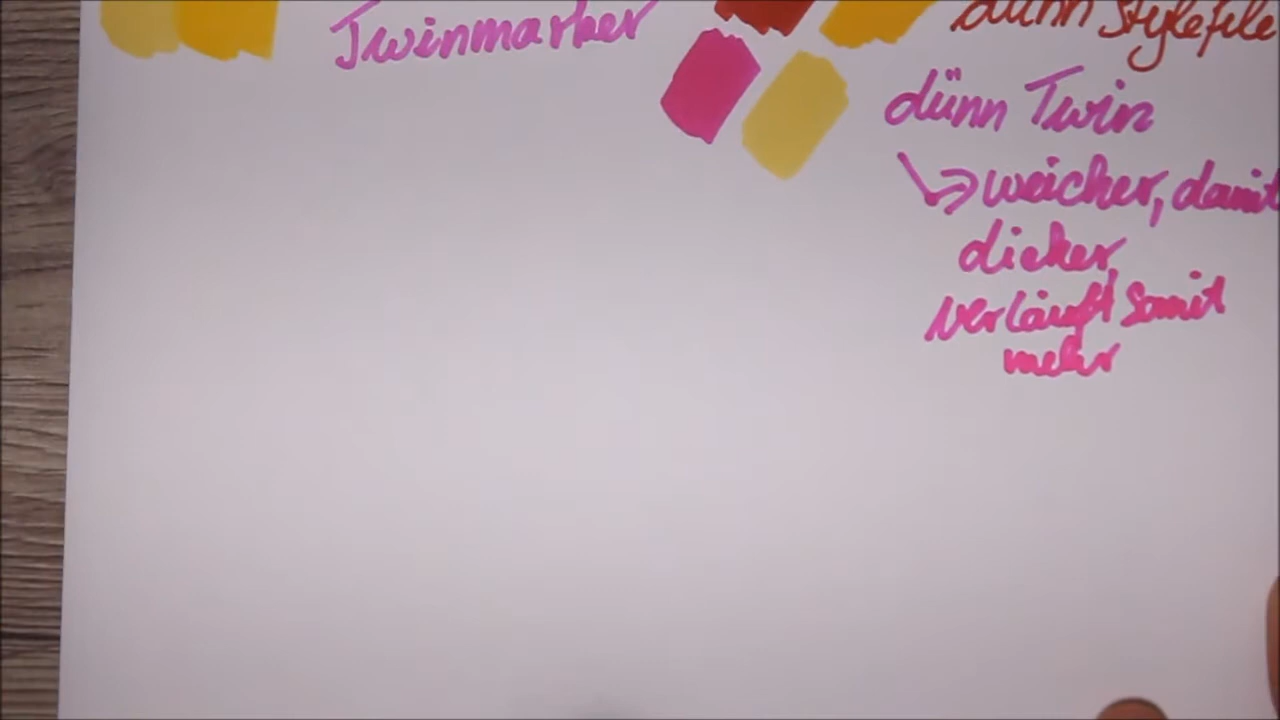 Twinmarker
dünn Stylefile
dünn Twin
weicher, damit
dicker,
verläuft somit
mehr